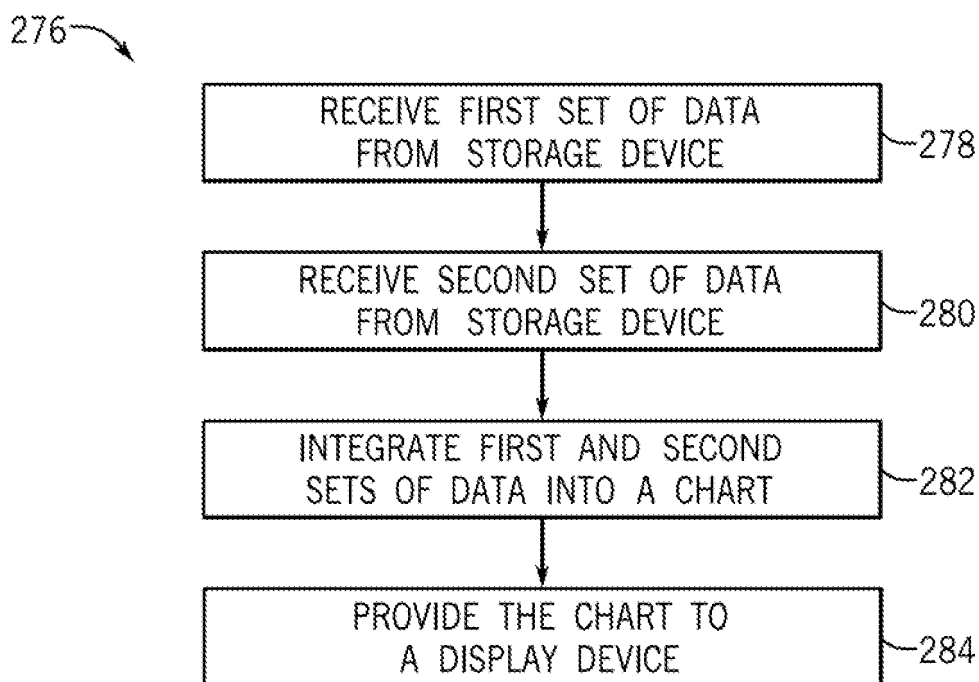 276
RECEIVE FIRST SET OF DATA
FROM STORAGE DEVICE
278
RECEIVE SECOND SET OF DATA
FROM STORAGE DEVICE
280
INTEGRATE FIRST AND SECOND
SETS OF DATA INTO A CHART
282
PROVIDE THE CHART TO
A DISPLAY DEVICE
284